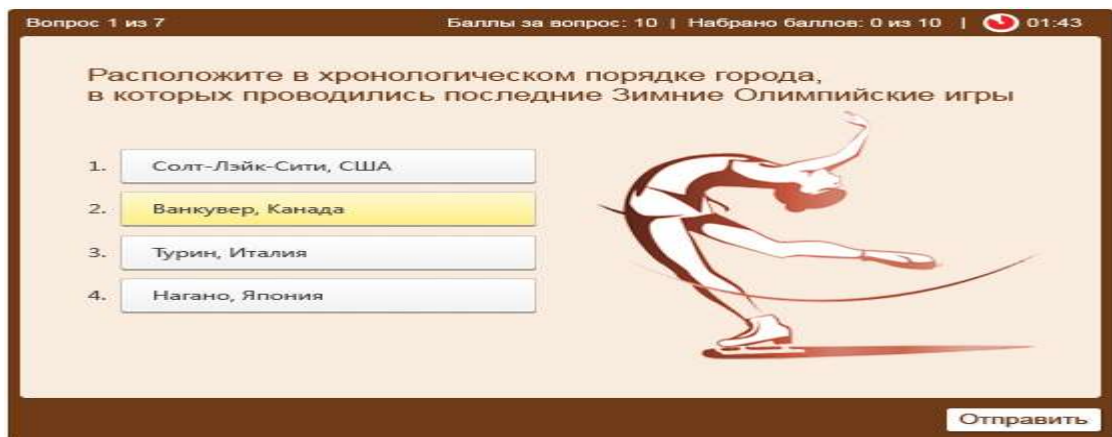 Вопрос 1 из 7
Баллы за вопрос: 10 | Набрано баллов: 0 из 10 | 01:43
Расположите в хронологическом порядке города,
в которых проводились последние Зимние Олимпийские игры
1. Солт-Лэйк-Сити, США
2. Ванкувер, Канада
3. Турин, Италия
4. Нагано, Япония
Отправить